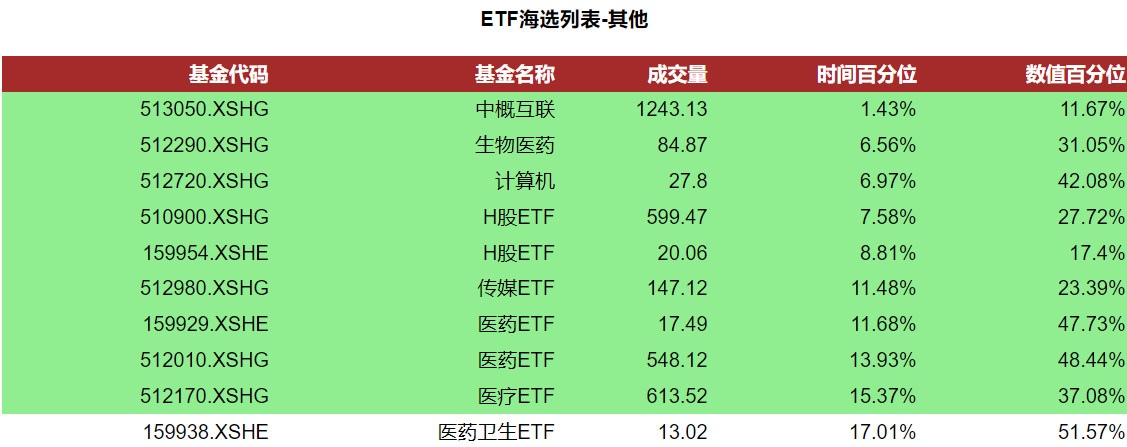 ETF海选列表-其他
基金代码 基金名称 成交量 时间百分位 数值百分位
513050.XSHG 中概互联 1243.13 1.43% 11.67%
512290.XSHG 生物医药 84.87 6.56% 31.05%
512720.XSHG 计算机 27.8 6.97% 42.08%
510900.XSHG H股ETF 599.47 7.58% 27.72%
159954.XSHE H股ETF 20.06 8.81% 17.4%
512980.XSHG 传媒ETF 147.12 11.48% 23.39%
159929.XSHE 医药ETF 17.49 11.68% 47.73%
512010.XSHG 医药ETF 548.12 13.93% 48.44%
512170.XSHG 医疗ETF 613.52 15.37% 37.08%
159938.XSHE 医药卫生ETF 13.02 17.01% 51.57%